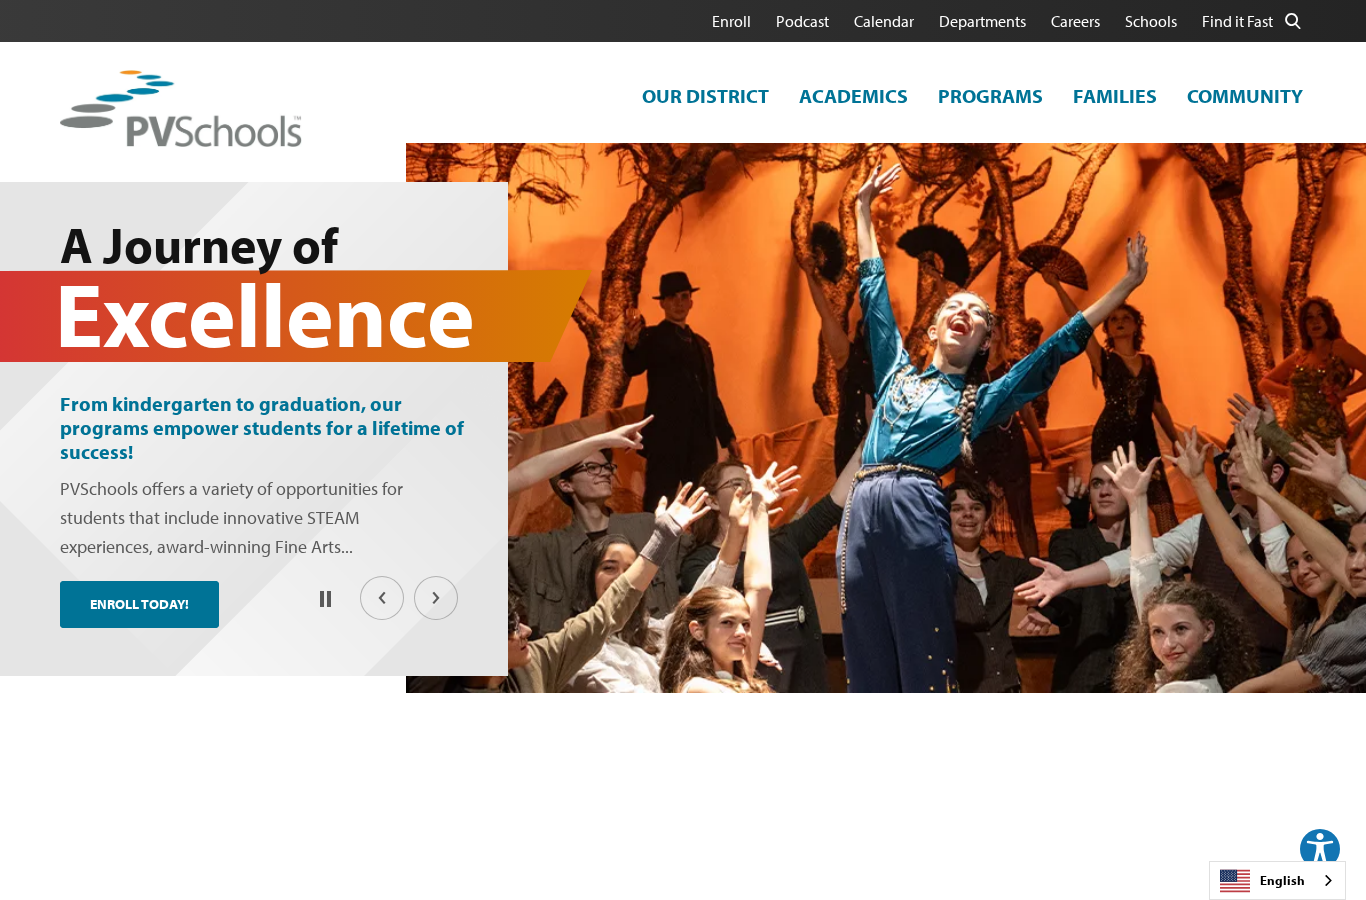 Enroll Podcast Calendar Departments Careers Schools Find it Fast
PVSchools
OUR DISTRICT ACADEMICS PROGRAMS FAMILIES COMMUNITY
A Journey of
Excellence
From kindergarten to graduation, our
programs empower students for a lifetime of
success!
PVSchools offers a variety of opportunities for
students that include innovative STEAM
experiences, award-winning Fine Arts...
ENROLL TODAY!
English